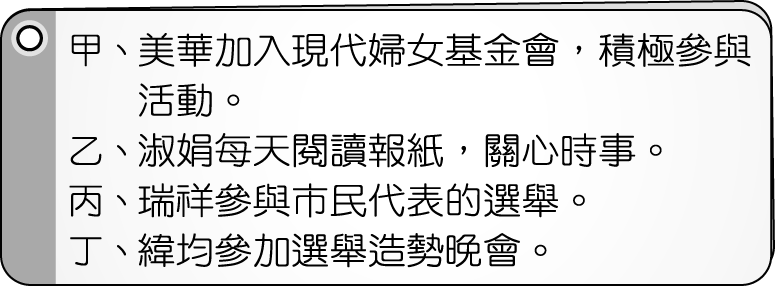 甲、美華加入現代婦女基金會，積極參與
活動。
乙、淑娟每天閱讀報紙，關心時事。
丙、瑞祥參與市民代表的選舉。
丁、緯均參加選舉造勢晚會。